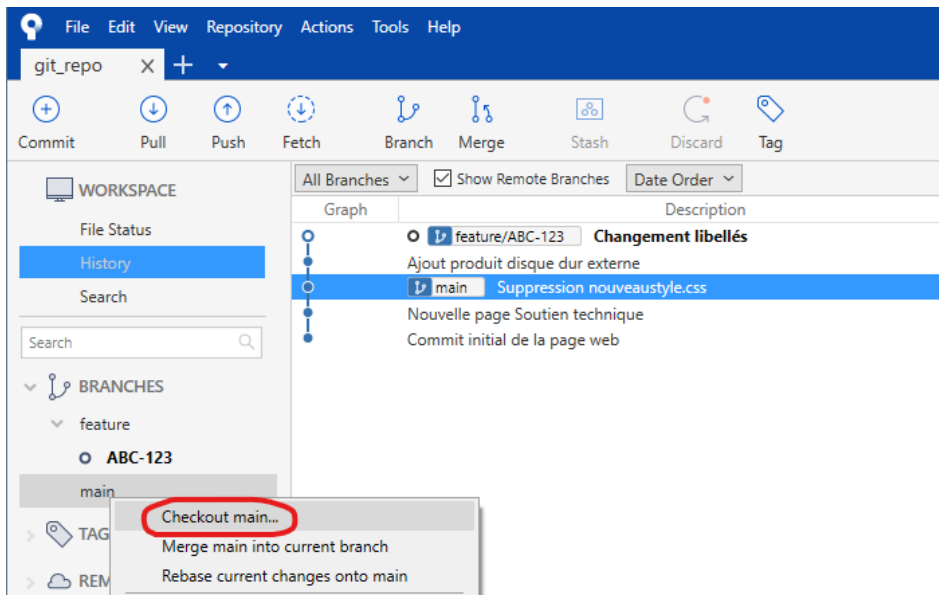 File Edit View Repository Actions Tools Help
git_repo
Commit Pull Push Fetch Branch Merge Stash Discard Tag
WORKSPACE
File Status
History
Search
Search
BRANCHES
feature
ABC-123
main
TAG
REM
Checkout main...
Merge main into current branch
Rebase current changes onto main
All Branches Show Remote Branches Date Order
Graph Description
feature/ABC-123 Changement libellés
Ajout produit disque dur externe
main Suppression nouveaustyle.css
Nouvelle page Soutien technique
Commit initial de la page web